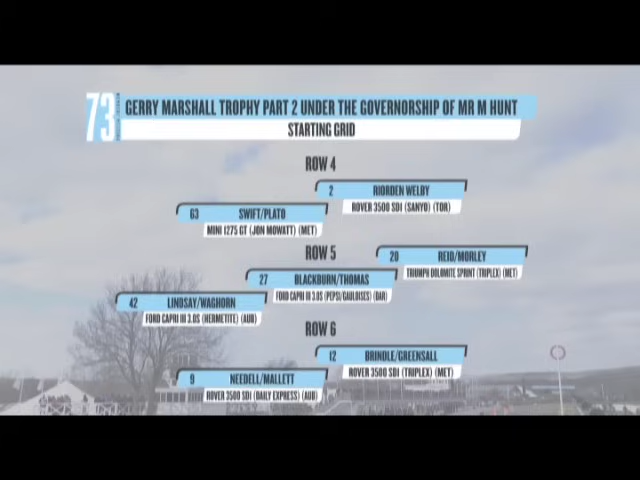 73
GERRY MARSHALL TROPHY PART 2 UNDER THE GOVERNORSHIP OF MR M HUNT
STARTING GRID
ROW 4
2 RIORDEN WELBY
ROVER 3500 SDI (SANYO) (TOR)
63 SWIFT/PLATO
MINI 1275 GT (JON MOWATT) (MET)
ROW 5
20 REID/MORLEY
TRIUMPH DOLOMITE SPRINT (TRIPLEX) (MET)
27 BLACKBURN/THOMAS
FORD CAPRI III 3.0S (PEPSI/GAULOISES) (DAR)
42 LINDSAY/WAGHORN
FORD CAPRI III 3.0S (HERMETITE) (AUB)
ROW 6
12 BRINDLE/GREENSALL
ROVER 3500 SDI (TRIPLEX) (MET)
9 NEEDELL/MALLETT
ROVER 3500 SDI (DAILY EXPRESS) (AUB)